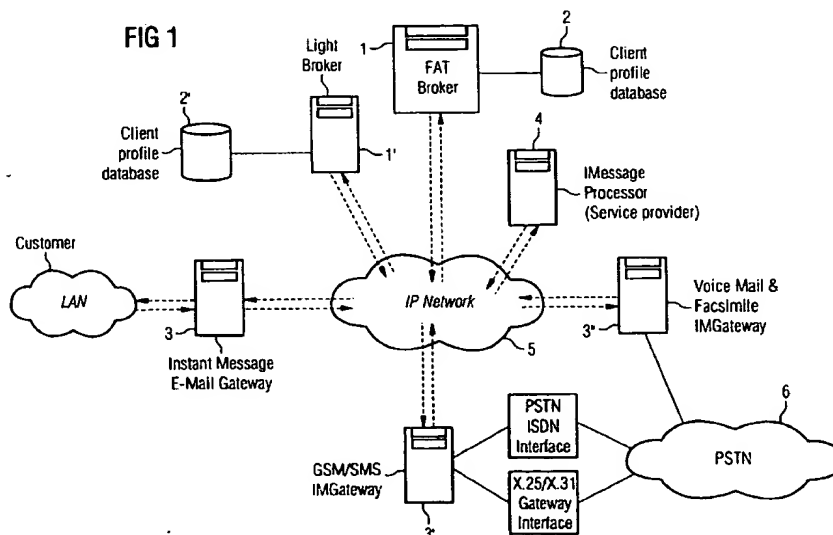 FIG 1
Light
Broker
1
FAT
Broker
2
Client
profile
database
2'
Client
profile
database
1'
4
IMessage
Processor
(Service provider)
Customer
LAN
3
Instant Message
E-Mail Gateway
IP Network
5
Voice Mail &
Facsimile
IMGateway
3"
GSM/SMS
IMGateway
3'
PSTN
ISDN
Interface
X.25/X.31
Gateway
Interface
6
PSTN